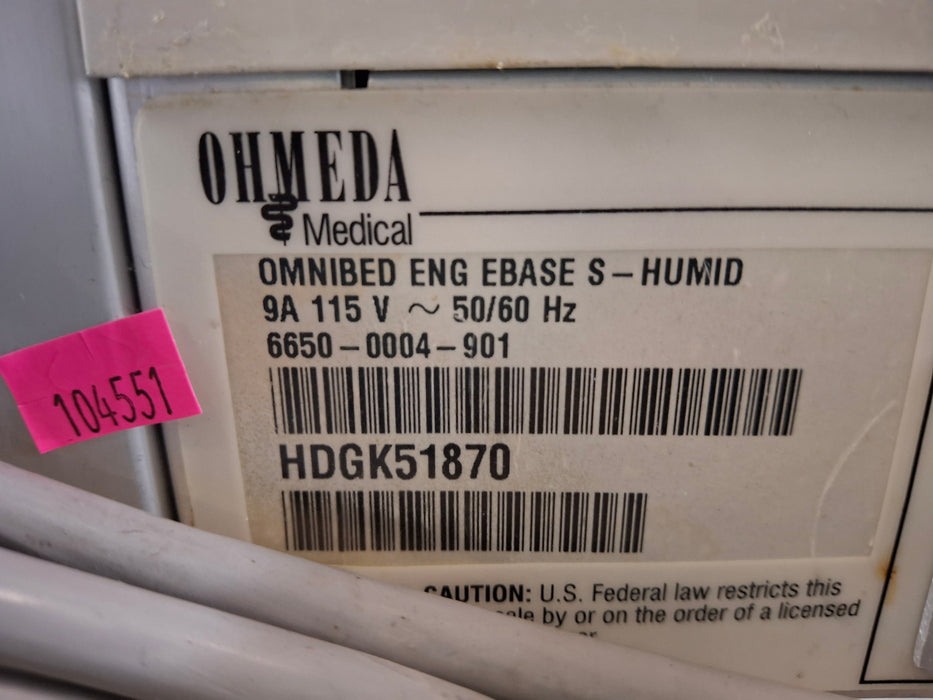 OHMEDA
Medical
OMNIBED ENG EBASE S – HUMID
9A 115 V ~ 50/60 Hz
6650 – 0004 – 901
104551
HDGK51870
CAUTION: U.S. Federal law restricts this
by or on the order of a licensed